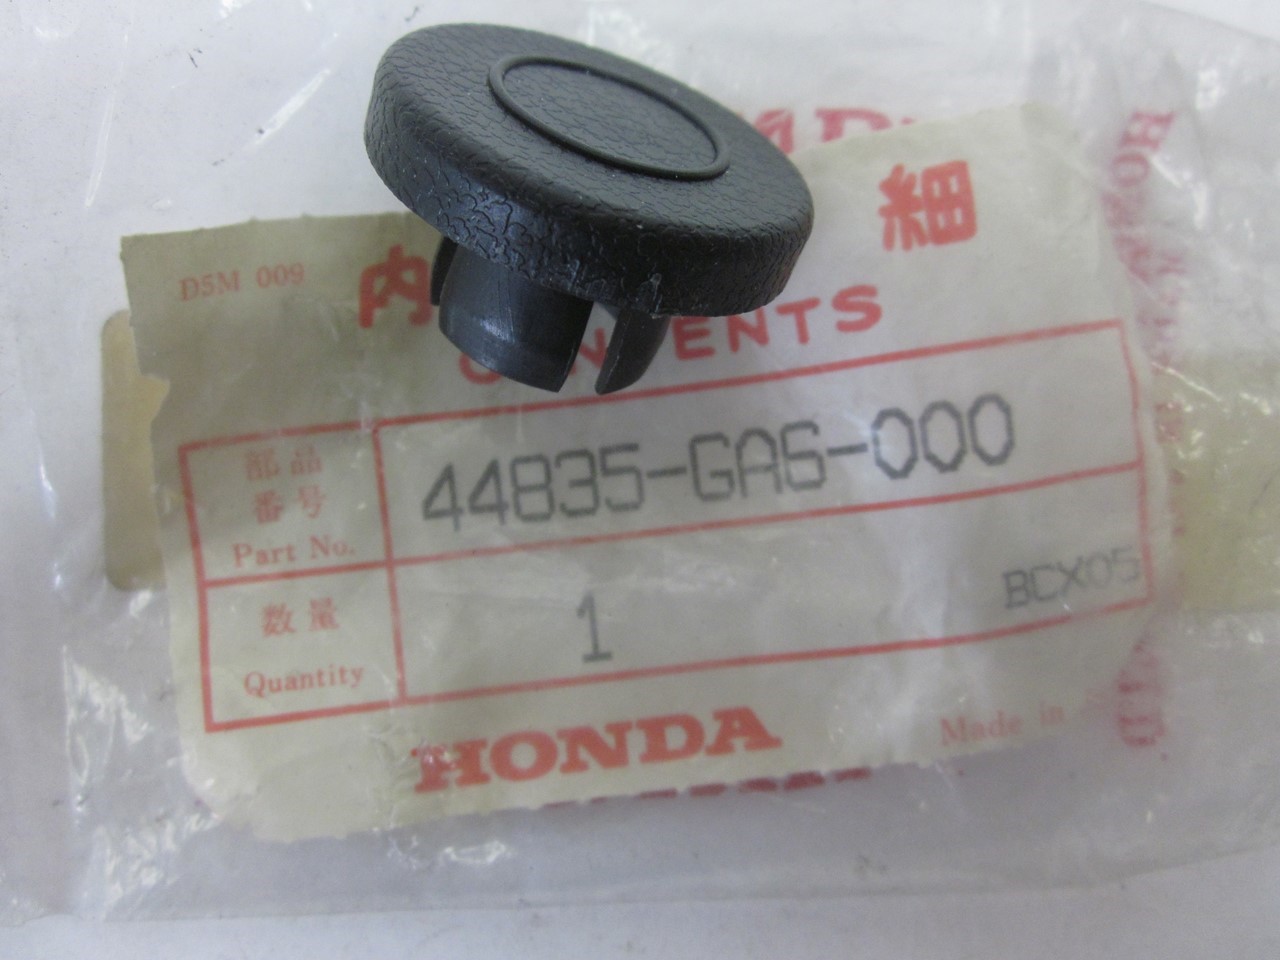 D5M 009
内 細
CONTENTS
部品
番号
Part No.
44835-GA6-000
数量
Quantity
1
BCX05
HONDA
Made in